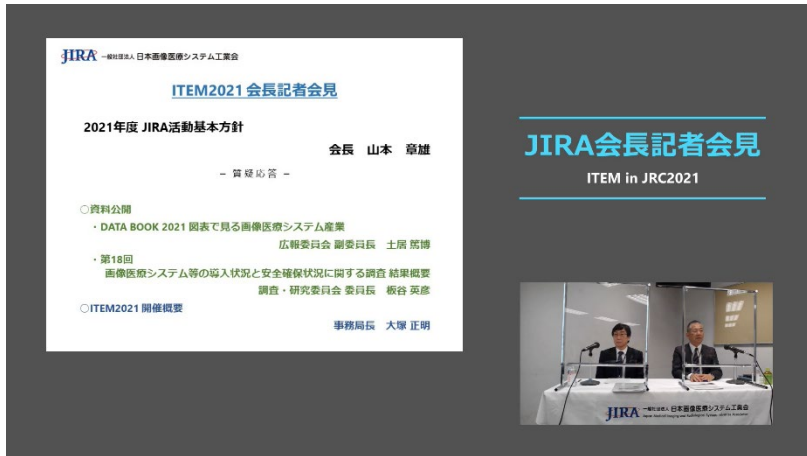 JIRA 一般社団法人 日本画像医療システム工業会
ITEM2021 会長記者会見
2021年度 JIRA活動基本方針
会長 山本 章雄
– 質疑応答 –
○資料公開
・DATA BOOK 2021 図表で見る画像医療システム産業
広報委員会 副委員長 土居 篤博
・第18回
画像医療システム等の導入状況と安全確保状況に関する調査 結果概要
調査・研究委員会 委員長 板谷 英彦
○ITEM2021 開催概要
事務局長 大塚 正明
JIRA会長記者会見
ITEM in JRC2021
JIRA 一般社団法人 日本画像医療システム工業会